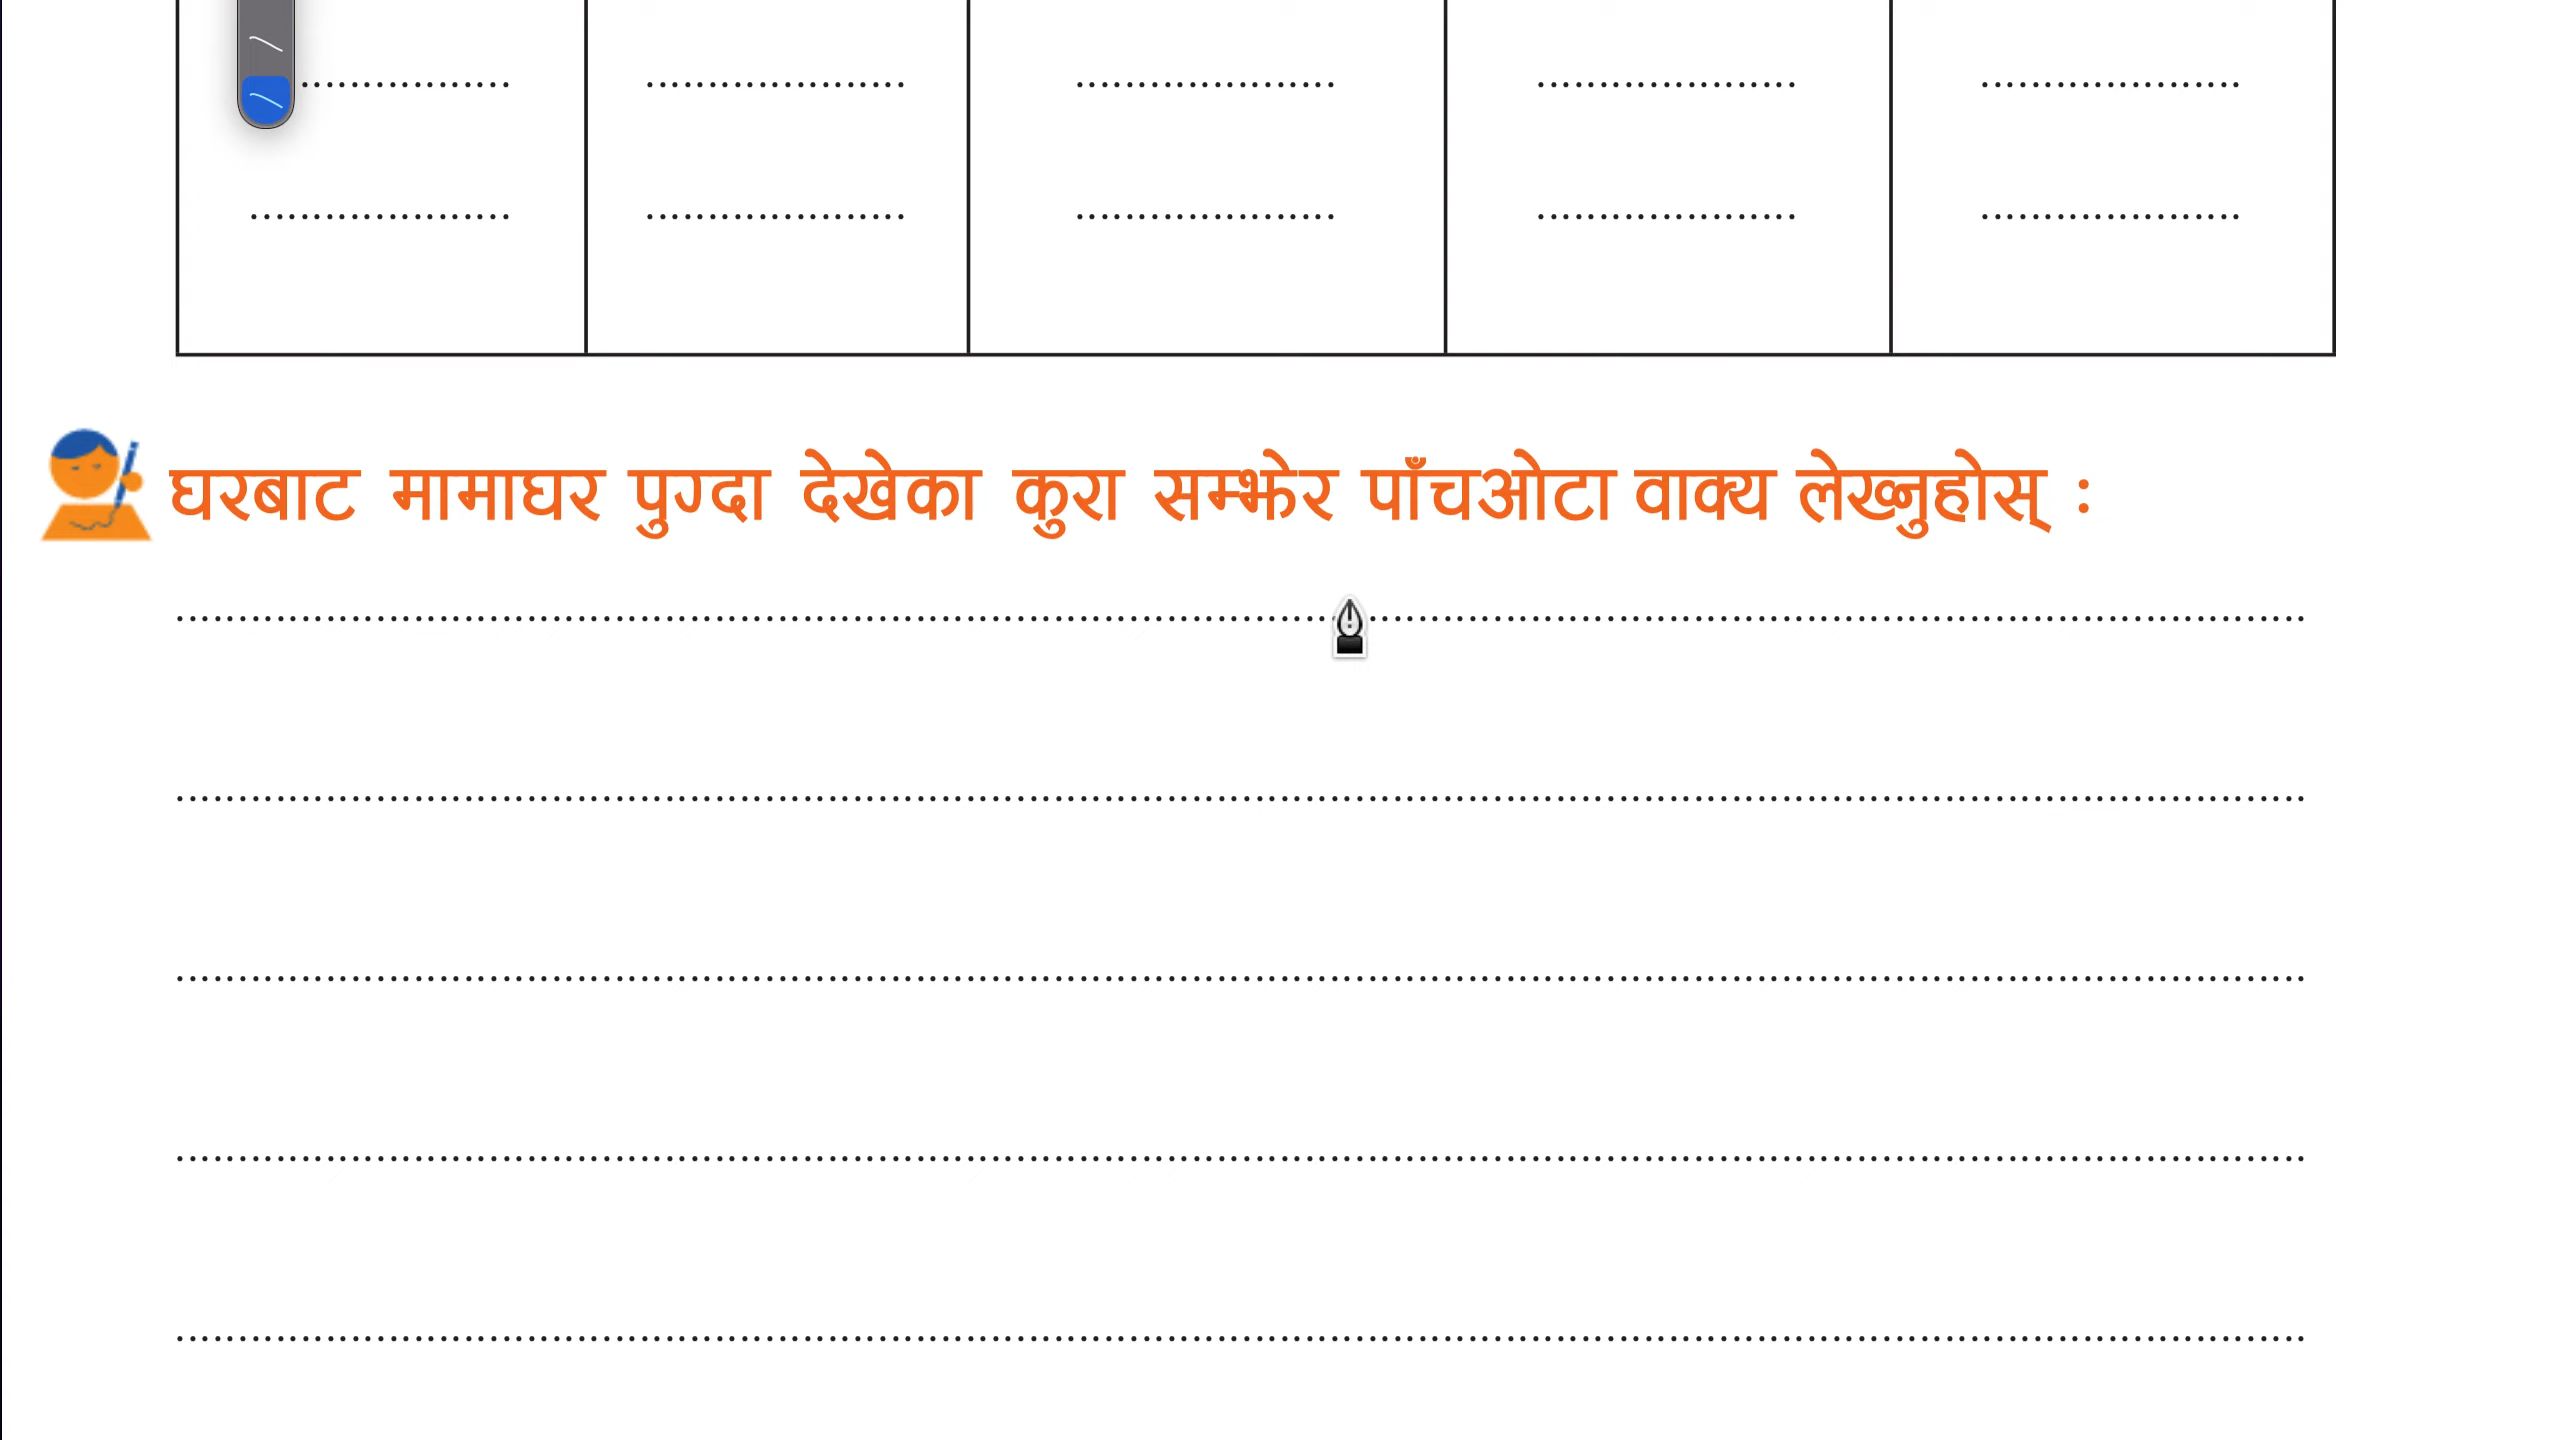 घरबाट मामाघर पुग्दा देखेका कुरा सम्झेर पाँचओटा वाक्य लेख्नुहोस् :